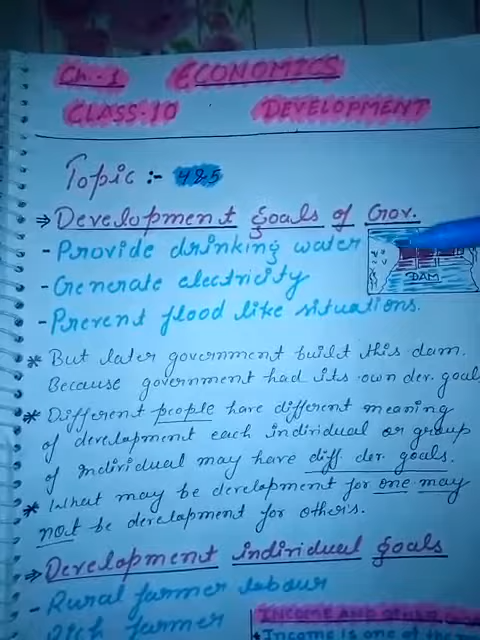 Ch.-1 ECONOMICS
CLASS-10 DEVELOPMENT
Topic :- 4&5
⇒ Development goals of Gov.
- Provide drinking water
- Generate electricity
DAM
- Prevent flood like situations.
* But later government built this dam.
Because government had its own dev. goal
* Different people have different meaning
of development each individual or group
of individual may have diff dev. goals.
* What may be development for one may
not be development for other's.
⇒ Development individual goals
- Rural farmer labour
INCOME AND OTHER
Rich farmer
* Income is one of the